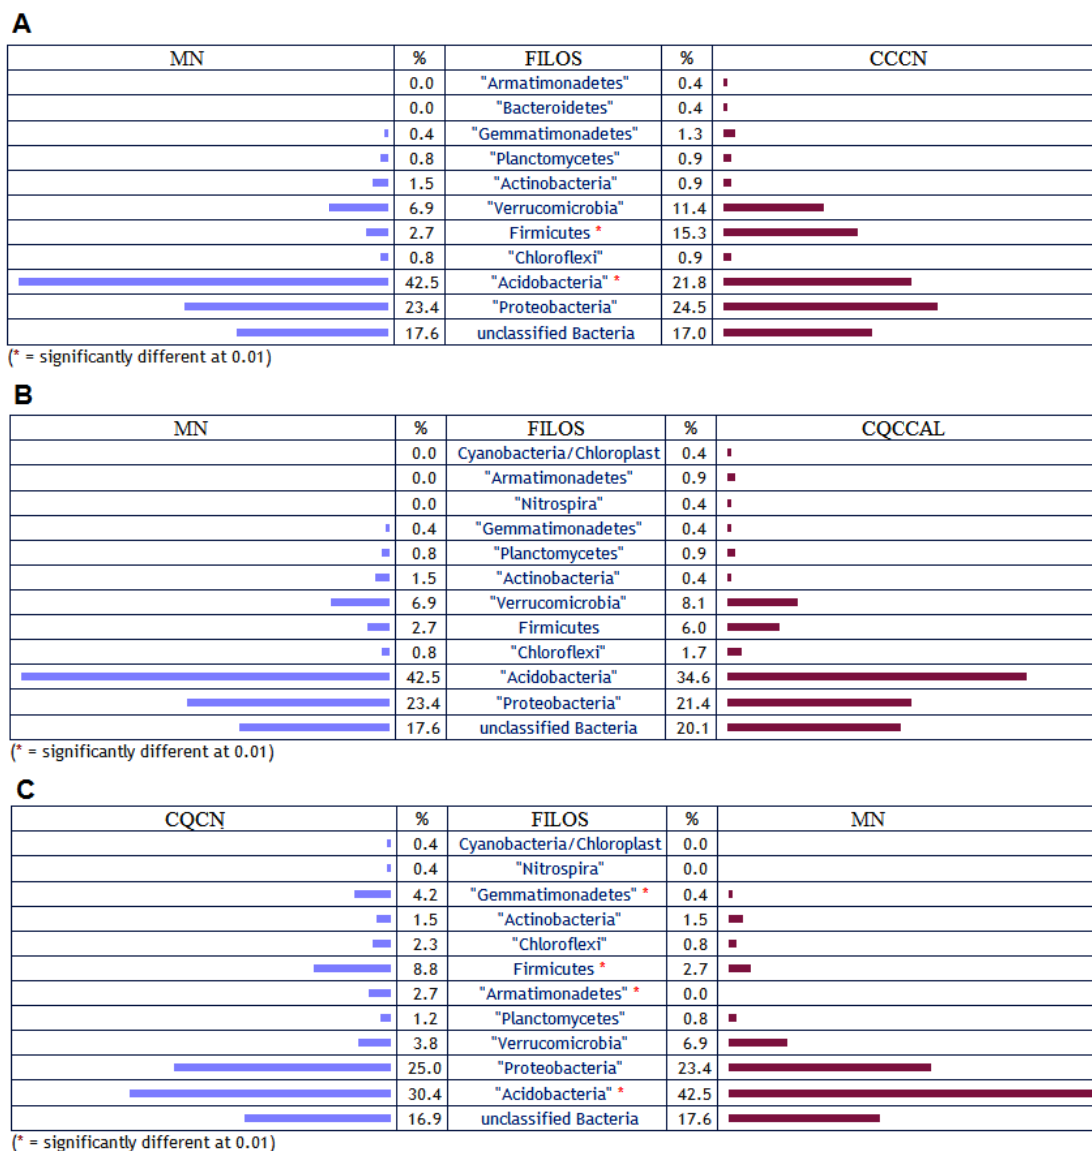 A
MN % FILOS % CCCN
0.0 "Armatimonadetes" 0.4
0.0 "Bacteroidetes" 0.4
0.4 "Gemmatimonadetes" 1.3
0.8 "Planctomycetes" 0.9
1.5 "Actinobacteria" 0.9
6.9 "Verrucomicrobia" 11.4
2.7 Firmicutes * 15.3
0.8 "Chloroflexi" 0.9
42.5 "Acidobacteria" * 21.8
23.4 "Proteobacteria" 24.5
17.6 unclassified Bacteria 17.0
(* = significantly different at 0.01)
B
MN % FILOS % CQCCAL
0.0 Cyanobacteria/Chloroplast 0.4
0.0 "Armatimonadetes" 0.9
0.0 "Nitrospira" 0.4
0.4 "Gemmatimonadetes" 0.4
0.8 "Planctomycetes" 0.9
1.5 "Actinobacteria" 0.4
6.9 "Verrucomicrobia" 8.1
2.7 Firmicutes 6.0
0.8 "Chloroflexi" 1.7
42.5 "Acidobacteria" 34.6
23.4 "Proteobacteria" 21.4
17.6 unclassified Bacteria 20.1
(* = significantly different at 0.01)
C
CQCN % FILOS % MN
0.4 Cyanobacteria/Chloroplast 0.0
0.4 "Nitrospira" 0.0
4.2 "Gemmatimonadetes" * 0.4
1.5 "Actinobacteria" 1.5
2.3 "Chloroflexi" 0.8
8.8 Firmicutes * 2.7
2.7 "Armatimonadetes" * 0.0
1.2 "Planctomycetes" 0.8
3.8 "Verrucomicrobia" 6.9
25.0 "Proteobacteria" 23.4
30.4 "Acidobacteria" * 42.5
16.9 unclassified Bacteria 17.6
(* = significantly different at 0.01)